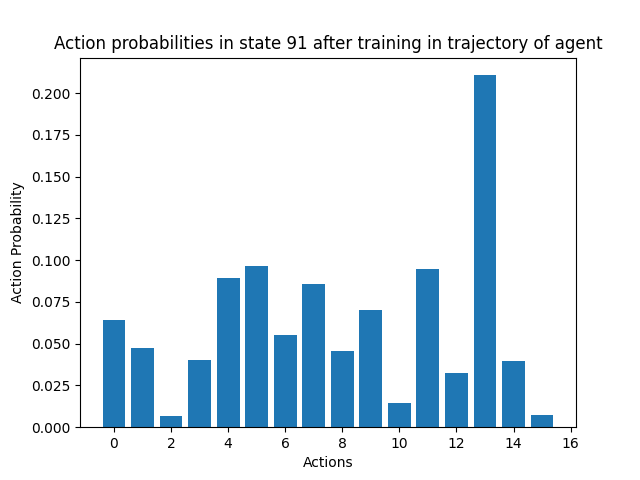 Action probabilities in state 91 after training in trajectory of agent
0.200
0.175
0.150
0.125
0.100
0.075
0.050
0.025
0.000
Action Probability
0 2 4 6 8 10 12 14 16
Actions